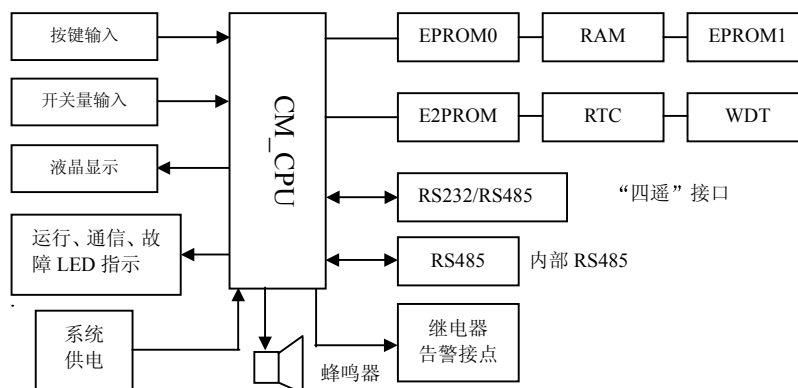 按键输入
EPROM0
RAM
EPROM1
开关量输入
E2PROM
RTC
WDT
CM_CPU
液晶显示
RS232/RS485
“四遥”接口
运行、通信、故
障 LED 指示
RS485
内部 RS485
系统
供电
蜂鸣器
继电器
告警接点